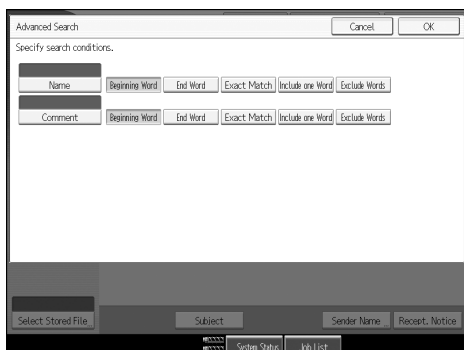 Advanced Search Cancel OK
Specify search conditions.
Name Beginning Word End Word Exact Match Include one Word Exclude Words
Comment Beginning Word End Word Exact Match Include one Word Exclude Words
Select Stored File Subject Sender Name Recept. Notice
System Status Job List